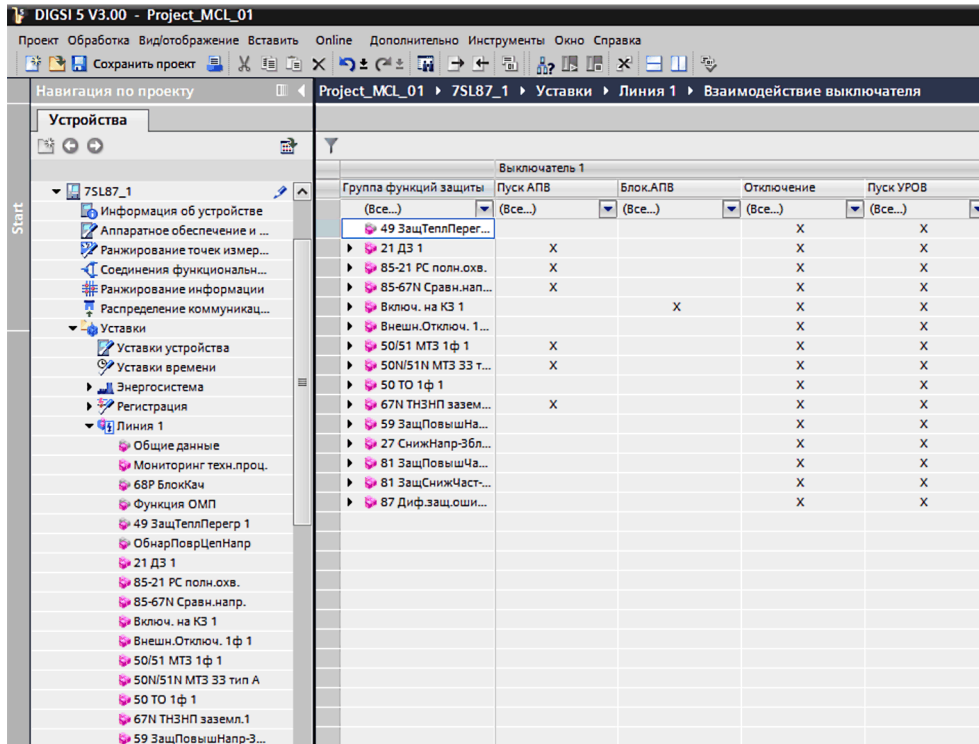 DIGSI 5 V3.00 - Project_MCL_01
Проект Обработка Вид/отображение Вставить Online Дополнительно Инструменты Окно Справка
Сохранить проект
Навигация по проекту
Project_MCL_01 7SL87_1 Уставки Линия 1 Взаимодействие выключателя
Устройства
Start
7SL87_1
Информация об устройстве
Аппаратное обеспечение и ...
Ранжирование точек измер...
Соединения функциональн...
Ранжирование информации
Распределение коммуникац...
Уставки
Уставки устройства
Уставки времени
Энергосистема
Регистрация
Линия 1
Общие данные
Мониторинг техн.проц.
68P БлокКач
Функция ОМП
49 ЗащТеплПерегр 1
ОбнарПоврЦепНапр
21 ДЗ 1
85-21 РС полн.охв.
85-67N Сравн.напр.
Включ. на КЗ 1
Внешн.Отключ. 1ф 1
50/51 МТЗ 1ф 1
50N/51N МТЗ ЗЗ тип А
50 ТО 1ф 1
67N ТНЗНП заземл.1
59 ЗащПовышНапр-3...
Выключатель 1
Группа функций защиты Пуск АПВ Блок.АПВ Отключение Пуск УРОВ
(Все...) (Все...) (Все...) (Все...) (Все...)
49 ЗащТеплПерег... X X
21 ДЗ 1 X X X
85-21 РС полн.охв. X X X
85-67N Сравн.нап... X X X
Включ. на КЗ 1 X X X
Внешн.Отключ. 1... X X
50/51 МТЗ 1ф 1 X X X
50N/51N МТЗ ЗЗ т... X X X
50 ТО 1ф 1 X X
67N ТНЗНП зазем... X X X
59 ЗащПовышНа... X X
27 СнижНапр-3бл... X X
81 ЗащПовышЧа... X X
81 ЗащСнижЧаст-... X X
87 Диф.защ.оши... X X